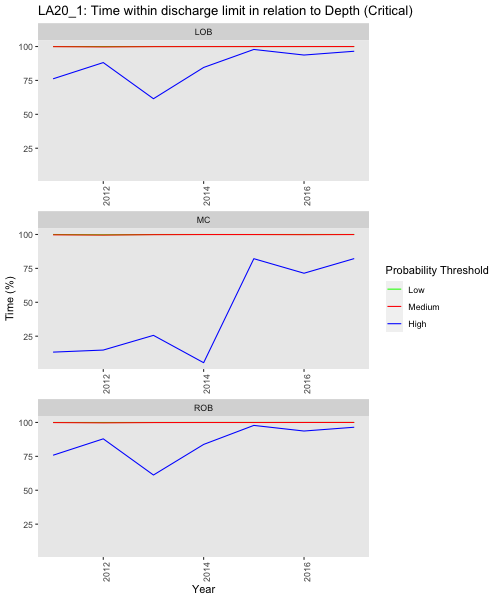 LA20_1: Time within discharge limit in relation to Depth (Critical)
LOB
100
75
50
25
2012
2014
2016
MC
100
75
50
25
2012
2014
2016
ROB
100
75
50
25
2012
2014
2016
Time (%)
Year
Probability Threshold
Low
Medium
High